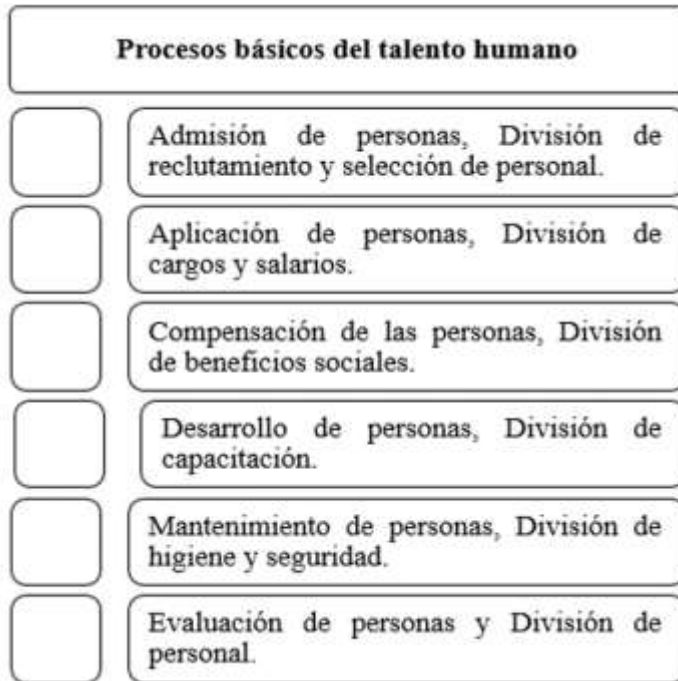 Procesos básicos del talento humano
Admisión de personas, División de
reclutamiento y selección de personal.
Aplicación de personas, División de
cargos y salarios.
Compensación de las personas, División
de beneficios sociales.
Desarrollo de personas, División de
capacitación.
Mantenimiento de personas, División de
higiene y seguridad.
Evaluación de personas y División de
personal.